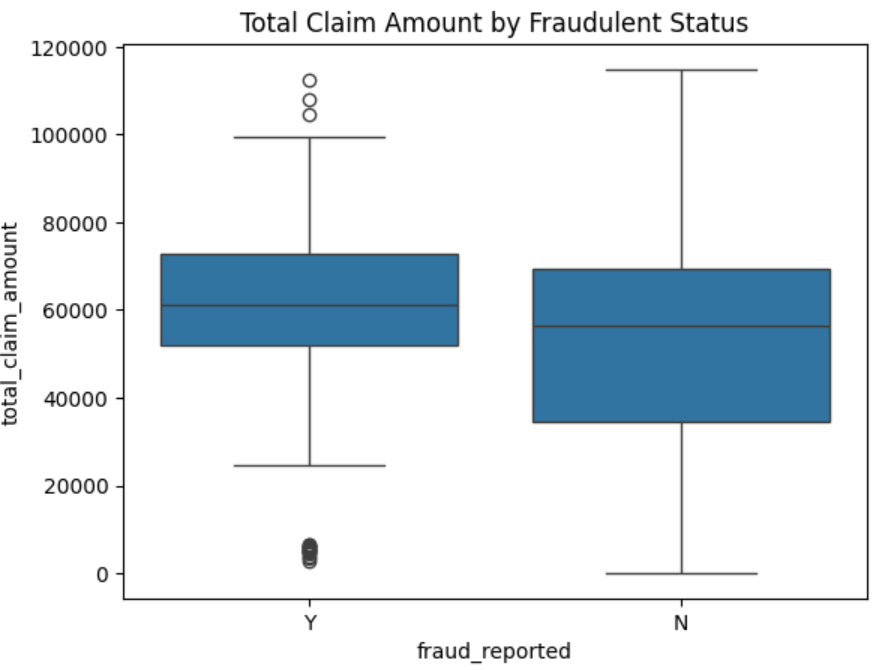 Total Claim Amount by Fraudulent Status
120000
100000
80000
60000
40000
20000
0
total_claim_amount
Y
N
fraud_reported